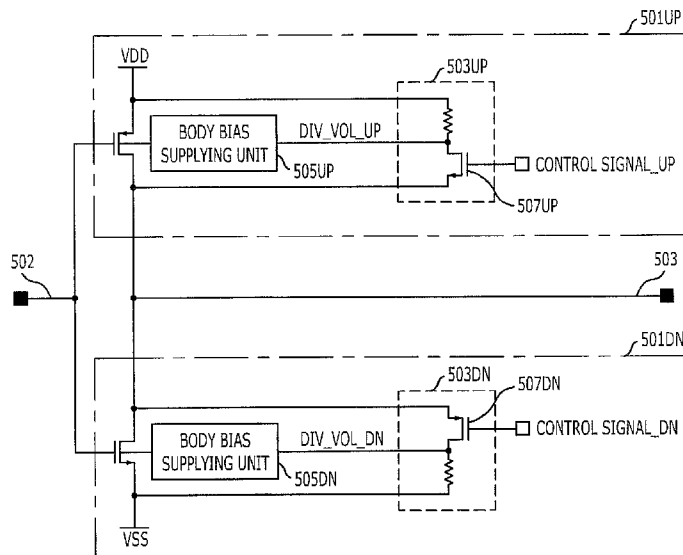 501UP
VDD
503UP
BODY BIAS
SUPPLYING UNIT
DIV_VOL_UP
505UP
CONTROL SIGNAL_UP
507UP
502
503
501DN
503DN
507DN
BODY BIAS
SUPPLYING UNIT
DIV_VOL_DN
505DN
CONTROL SIGNAL_DN
VSS